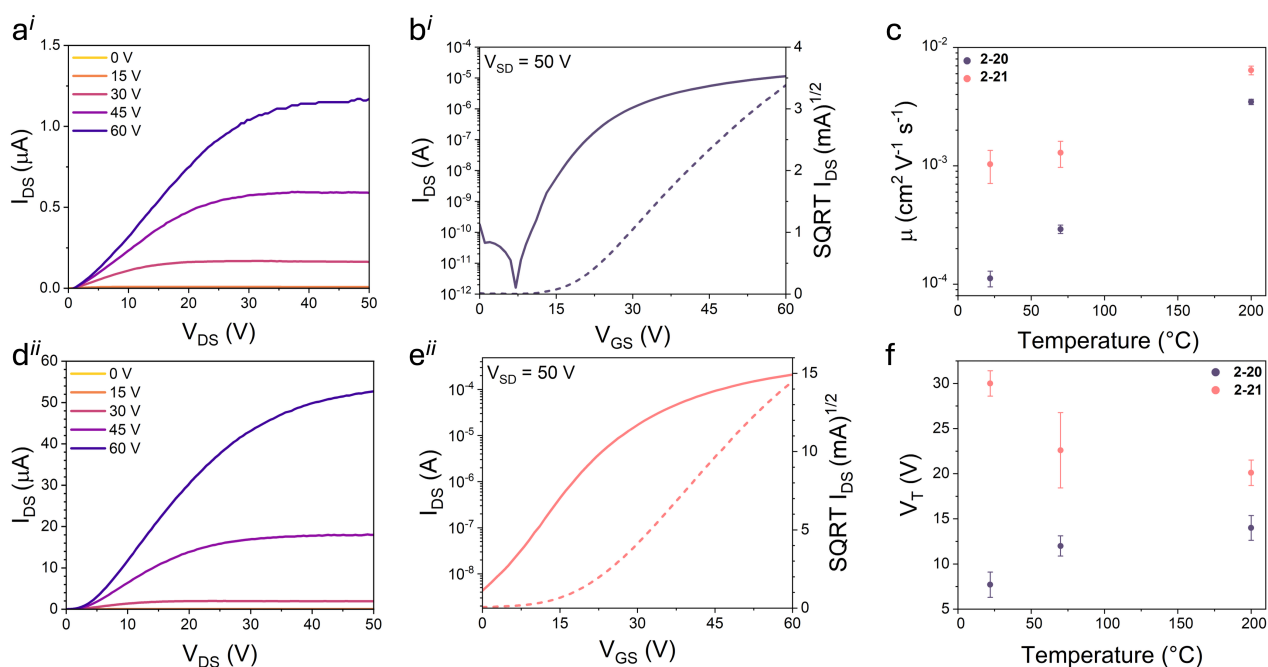 a^i
1.5
1.0
0.5
0.0
0 V
15 V
30 V
45 V
60 V
I_DS (μA)
0 10 20 30 40 50
V_DS (V)
b^i
V_SD = 50 V
10^-4
10^-5
10^-6
10^-7
10^-8
10^-9
10^-10
10^-11
10^-12
I_DS (A)
4
3
2
1
0
SQRT I_DS (mA)^1/2
0 15 30 45 60
V_GS (V)
c
2-20
2-21
10^-2
10^-3
10^-4
μ (cm^2 V^-1 s^-1)
0 50 100 150 200
Temperature (°C)
d^ii
60
50
40
30
20
10
0
0 V
15 V
30 V
45 V
60 V
I_DS (μA)
0 10 20 30 40 50
V_DS (V)
e^ii
V_SD = 50 V
10^-4
10^-5
10^-6
10^-7
10^-8
I_DS (A)
15
10
5
0
SQRT I_DS (mA)^1/2
0 15 30 45 60
V_GS (V)
f
2-20
2-21
30
25
20
15
10
5
V_T (V)
0 50 100 150 200
Temperature (°C)